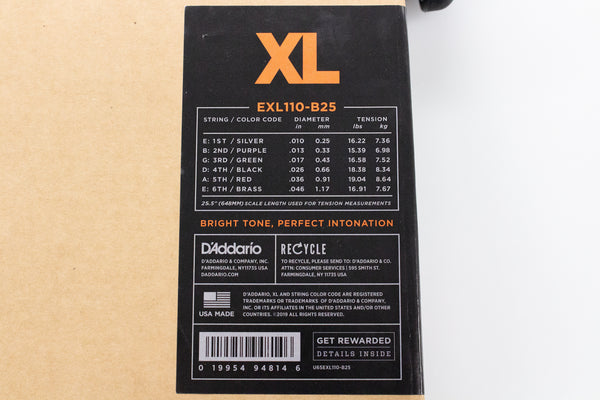 XL
EXL110-B25
STRING / COLOR CODE DIAMETER TENSION
in mm lbs kg
E: 1ST / SILVER .010 0.25 16.22 7.36
B: 2ND / PURPLE .013 0.33 15.39 6.98
G: 3RD / GREEN .017 0.43 16.58 7.52
D: 4TH / BLACK .026 0.66 18.38 8.34
A: 5TH / RED .036 0.91 19.04 8.64
E: 6TH / BRASS .046 1.17 16.91 7.67
25.5" (648MM) SCALE LENGTH USED FOR TENSION MEASUREMENTS
BRIGHT TONE, PERFECT INTONATION
D'Addario
D'ADDARIO & COMPANY, INC.
FARMINGDALE, NY11735 USA
DADDARIO.COM
RECYCLE
TO RECYCLE, PLEASE SEND TO: D'ADDARIO & CO.
ATTN: CONSUMER SERVICES | 595 SMITH ST.
FARMINGDALE, NY 11735 USA
USA MADE
D'ADDARIO, XL AND STRING COLOR CODE ARE REGISTERED
TRADEMARKS OR TRADEMARKS OF D'ADDARIO & COMPANY,
INC. OR ITS AFFILIATES IN THE UNITED STATES AND/OR OTHER
COUNTRIES. ©2019 ALL RIGHTS RESERVED.
0 19954 94814 6
GET REWARDED
DETAILS INSIDE
U65EXL110-B25